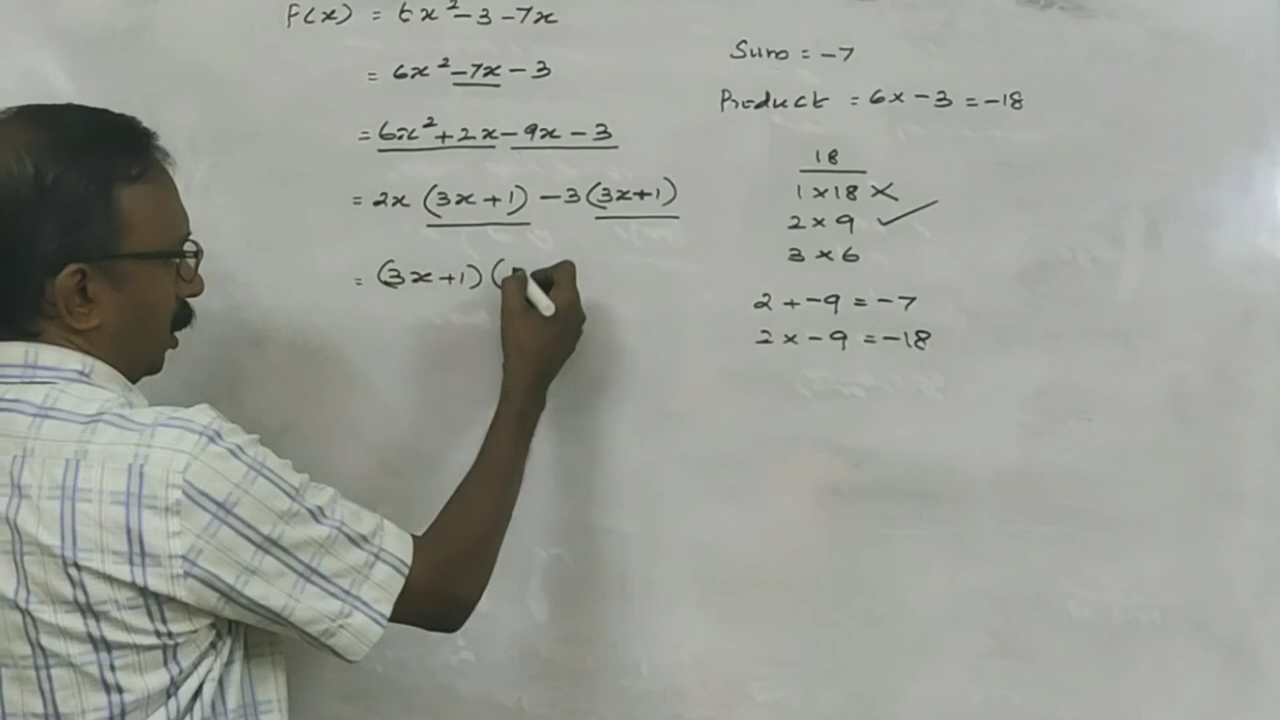 F(x) = 6x² - 3 - 7x
= 6x² - 7x - 3
= 6x² + 2x - 9x - 3
= 2x (3x + 1) - 3 (3x + 1)
= (3x + 1) (
Sum = -7
Product = 6x - 3 = -18
18
1 x 18 ✗
2 x 9 ✓
3 x 6
2 + -9 = -7
2 x - 9 = -18